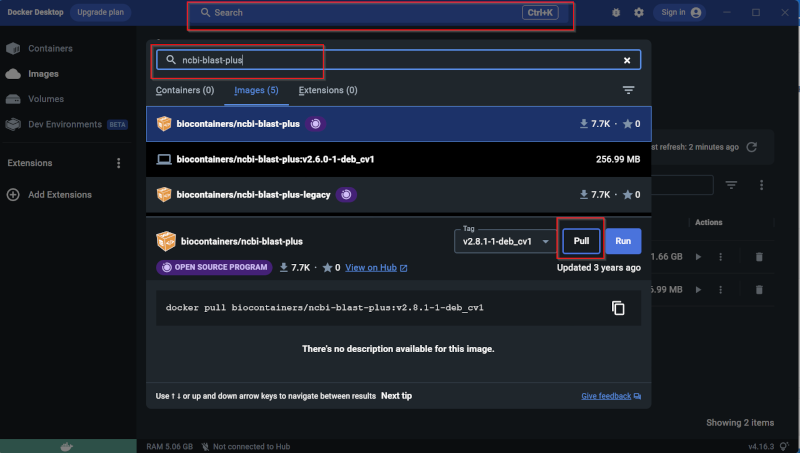 Docker Desktop Upgrade plan Search Ctrl+K Sign in
Containers
Images
Volumes
Dev Environments BETA
Extensions
Add Extensions
ncbi-blast-plus
Containers (0) Images (5) Extensions (0)
biocontainers/ncbi-blast-plus 7.7K · 0
biocontainers/ncbi-blast-plus:v2.6.0-1-deb_cv1 256.99 MB
biocontainers/ncbi-blast-plus-legacy 7.7K · 0
biocontainers/ncbi-blast-plus
Tag
v2.8.1-1-deb_cv1
Pull Run
OPEN SOURCE PROGRAM 7.7K · 0 View on Hub Updated 3 years ago
docker pull biocontainers/ncbi-blast-plus:v2.8.1-1-deb_cv1
There's no description available for this image.
Use ↑ ↓ or up and down arrow keys to navigate between results Next tip Give feedback
st refresh: 2 minutes ago
Actions
1.66 GB
6.99 MB
Showing 2 items
RAM 5.06 GB Not connected to Hub v4.16.3